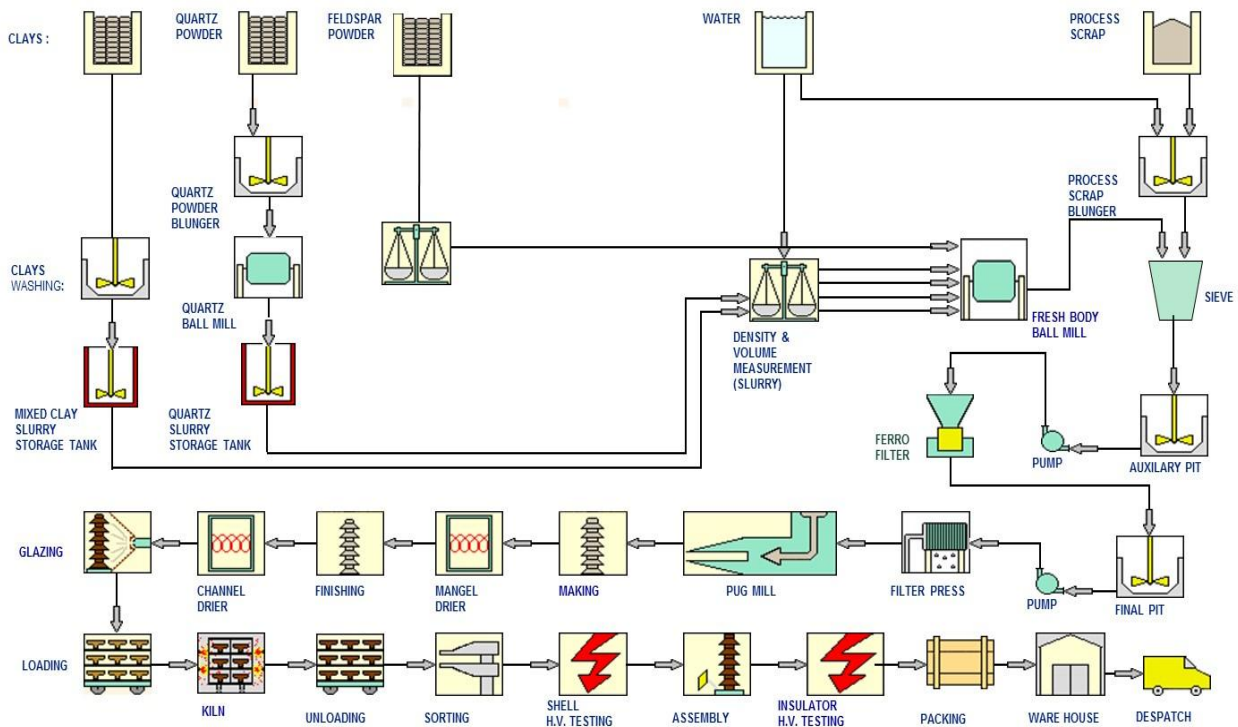 CLAYS :
QUARTZ
POWDER
FELDSPAR
POWDER
WATER
PROCESS
SCRAP
QUARTZ
POWDER
BLUNGER
PROCESS
SCRAP
BLUNGER
CLAYS
WASHING:
QUARTZ
BALL MILL
DENSITY &
VOLUME
MEASUREMENT
(SLURRY)
FRESH BODY
BALL MILL
SIEVE
MIXED CLAY
SLURRY
STORAGE TANK
QUARTZ
SLURRY
STORAGE TANK
FERRO
FILTER
PUMP
AUXILARY PIT
GLAZING
CHANNEL
DRIER
FINISHING
MANGEL
DRIER
MAKING
PUG MILL
FILTER PRESS
PUMP
FINAL PIT
LOADING
KILN
UNLOADING
SORTING
SHELL
H.V. TESTING
ASSEMBLY
INSULATOR
H.V. TESTING
PACKING
WARE HOUSE
DESPATCH